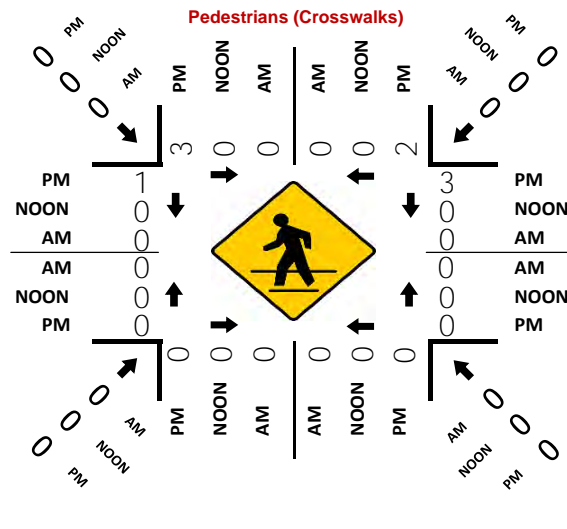 Pedestrians (Crosswalks)
0 PM
0 NOON
0 AM
PM NOON AM AM NOON PM
PM 0
NOON 0
AM 0
3 0 0 0 0 2
PM 1 3 PM
NOON 0 0 NOON
AM 0 0 AM
AM 0 0 AM
NOON 0 0 NOON
PM 0 0 PM
0 0 0 0 0 0
PM NOON AM AM NOON PM
0 AM
0 NOON
0 PM
AM 0
NOON 0
PM 0